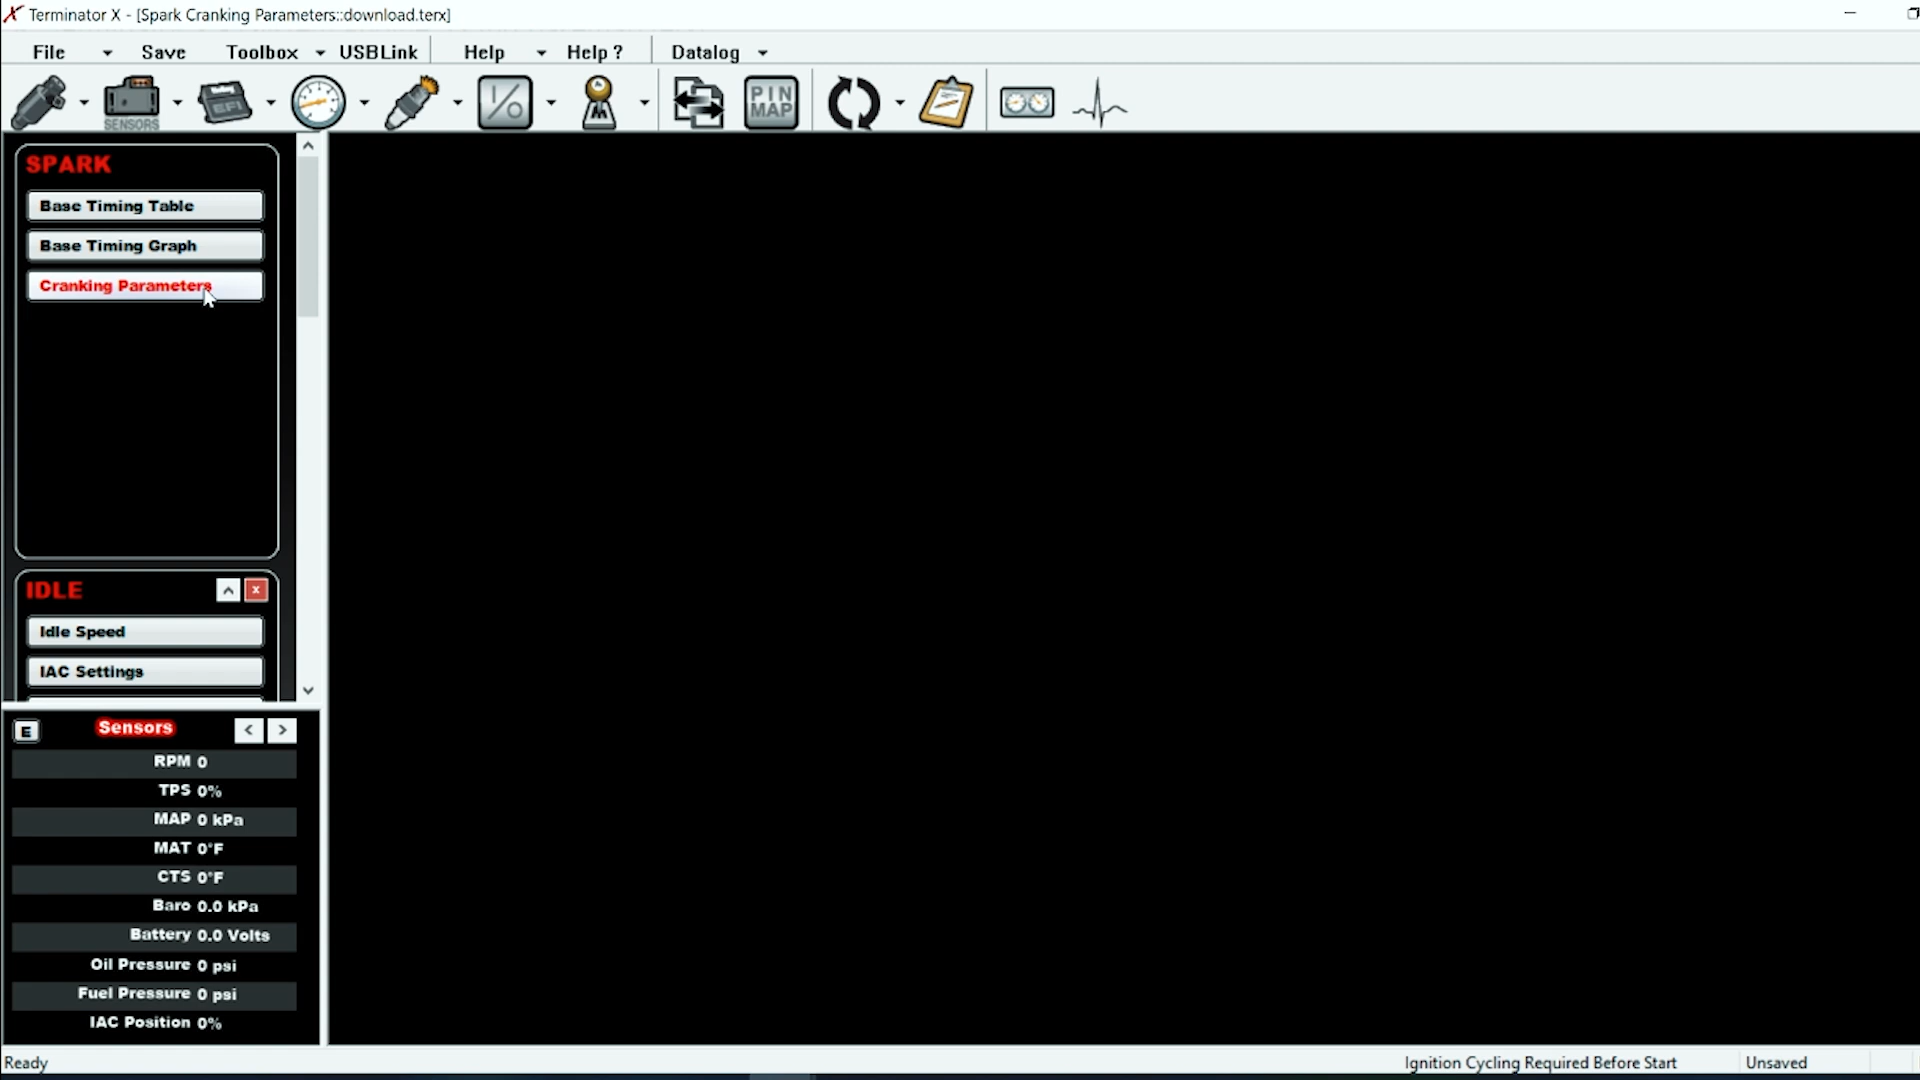 Terminator X - [Spark Cranking Parameters::download.terx]
File Save Toolbox USBLink Help Help ? Datalog
SENSORS
Holley EFI
I/O
PIN MAP
SPARK
Base Timing Table
Base Timing Graph
Cranking Parameters
IDLE
Idle Speed
IAC Settings
E Sensors < >
RPM 0
TPS 0%
MAP 0 kPa
MAT 0°F
CTS 0°F
Baro 0.0 kPa
Battery 0.0 Volts
Oil Pressure 0 psi
Fuel Pressure 0 psi
IAC Position 0%
Ready Ignition Cycling Required Before Start Unsaved